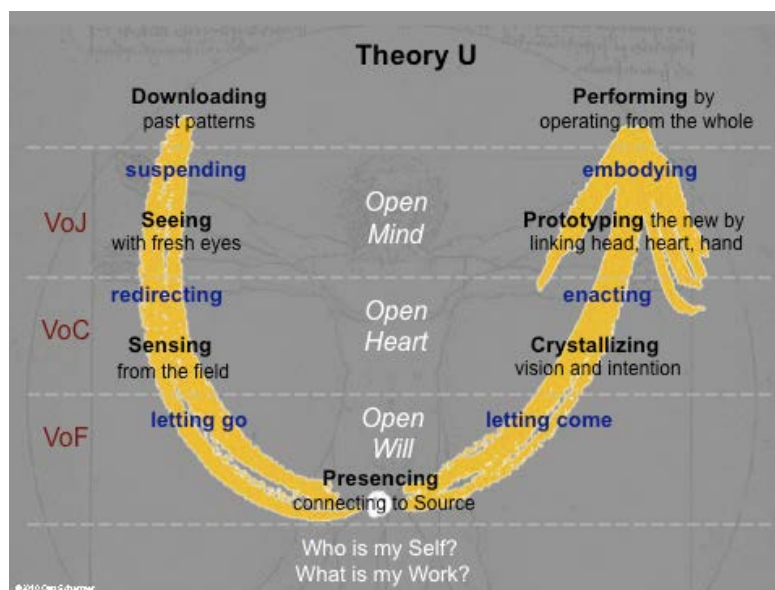 Theory U
Downloading
past patterns
Performing by
operating from the whole
suspending
embodying
VoJ
Seeing
with fresh eyes
Open
Mind
Prototyping the new by
linking head, heart, hand
redirecting
enacting
VoC
Open
Heart
Sensing
from the field
Crystallizing
vision and intention
letting go
letting come
VoF
Open
Will
Presencing
connecting to Source
Who is my Self?
What is my Work?